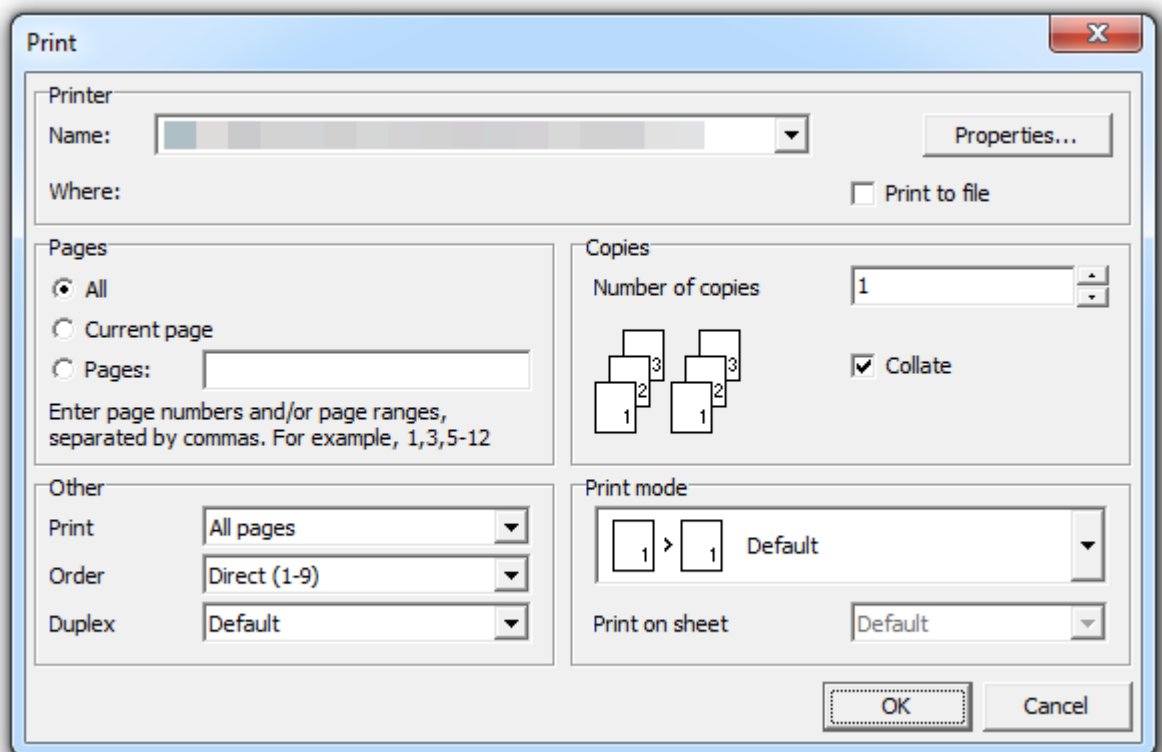 Print
Printer
Name:
Properties...
Where:
Print to file
Pages
All
Current page
Pages:
Enter page numbers and/or page ranges,
separated by commas. For example, 1,3,5-12
Copies
Number of copies 1
3 3
2 2
1 1
Collate
Other
Print All pages
Order Direct (1-9)
Duplex Default
Print mode
1 > 1 Default
Print on sheet Default
OK Cancel